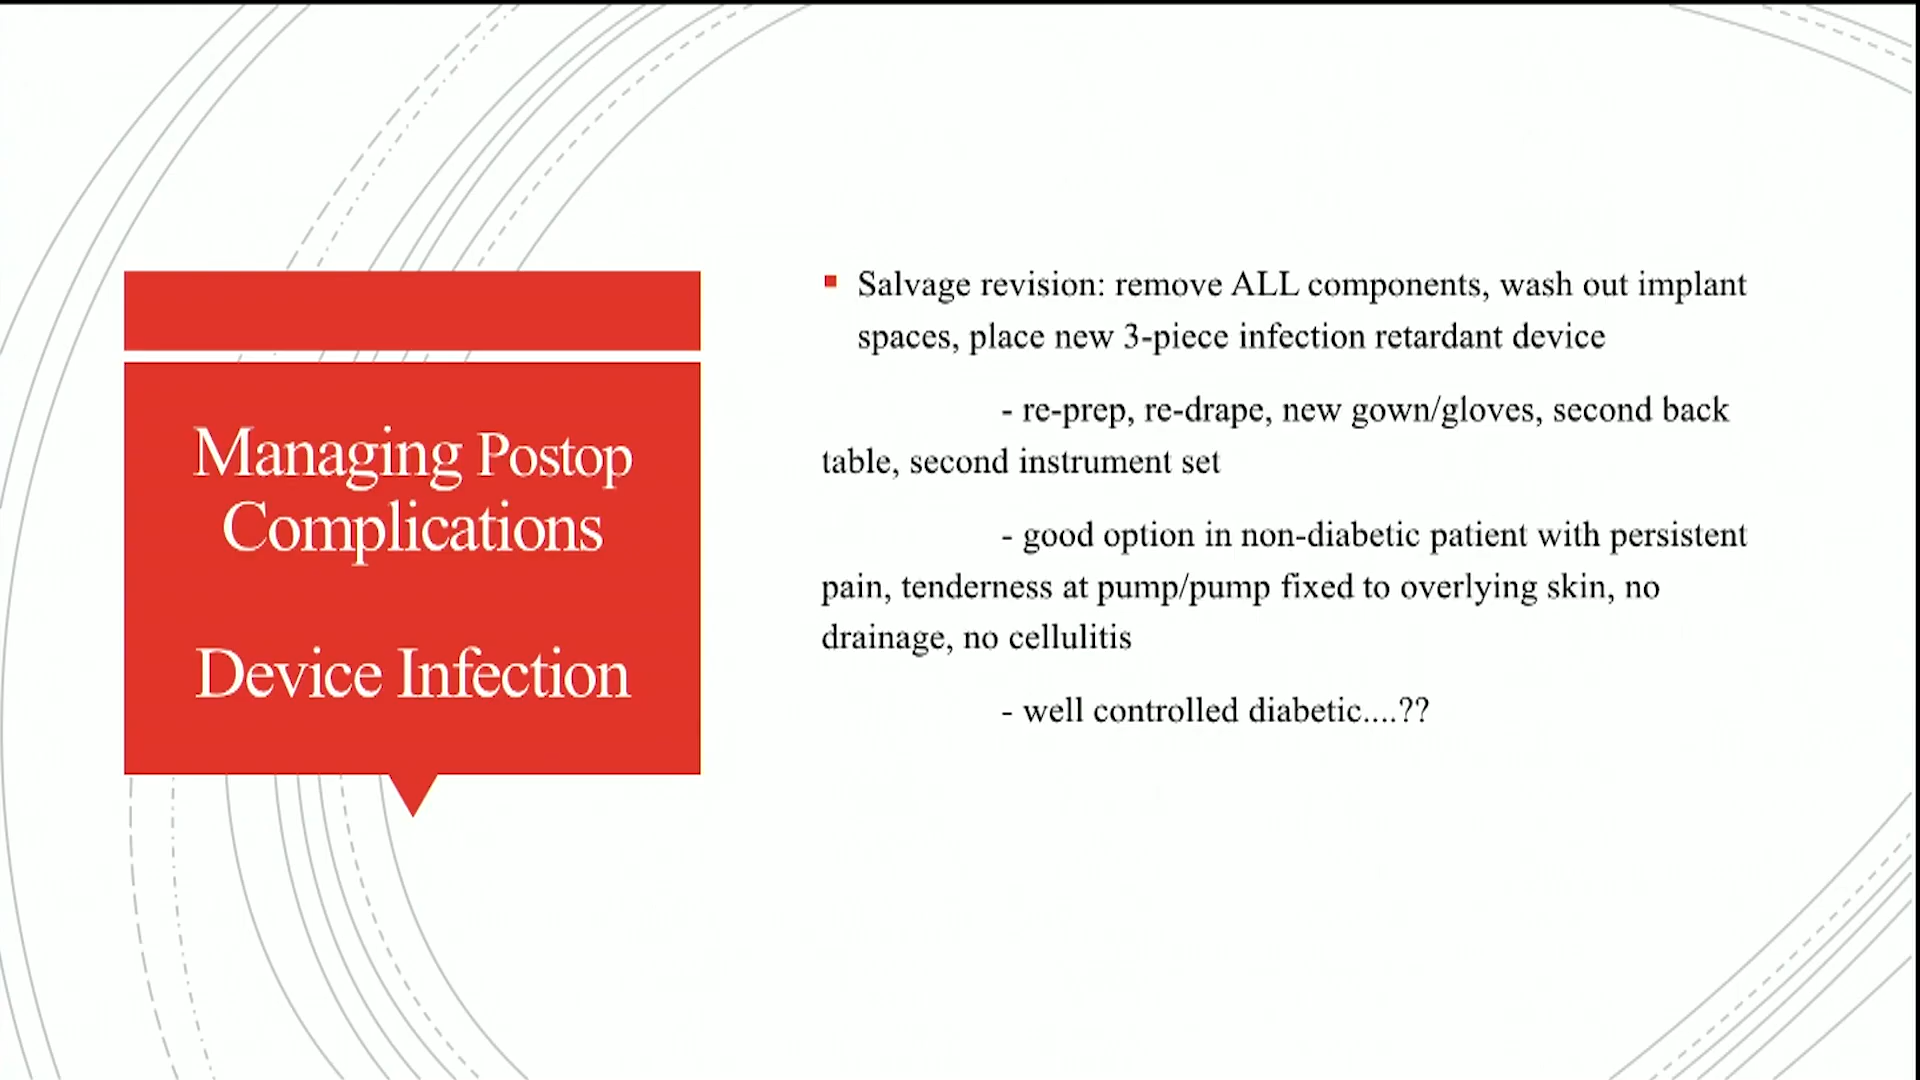 Managing Postop
Complications
Device Infection
▪ Salvage revision: remove ALL components, wash out implant
spaces, place new 3-piece infection retardant device
- re-prep, re-drape, new gown/gloves, second back
table, second instrument set
- good option in non-diabetic patient with persistent
pain, tenderness at pump/pump fixed to overlying skin, no
drainage, no cellulitis
- well controlled diabetic....??